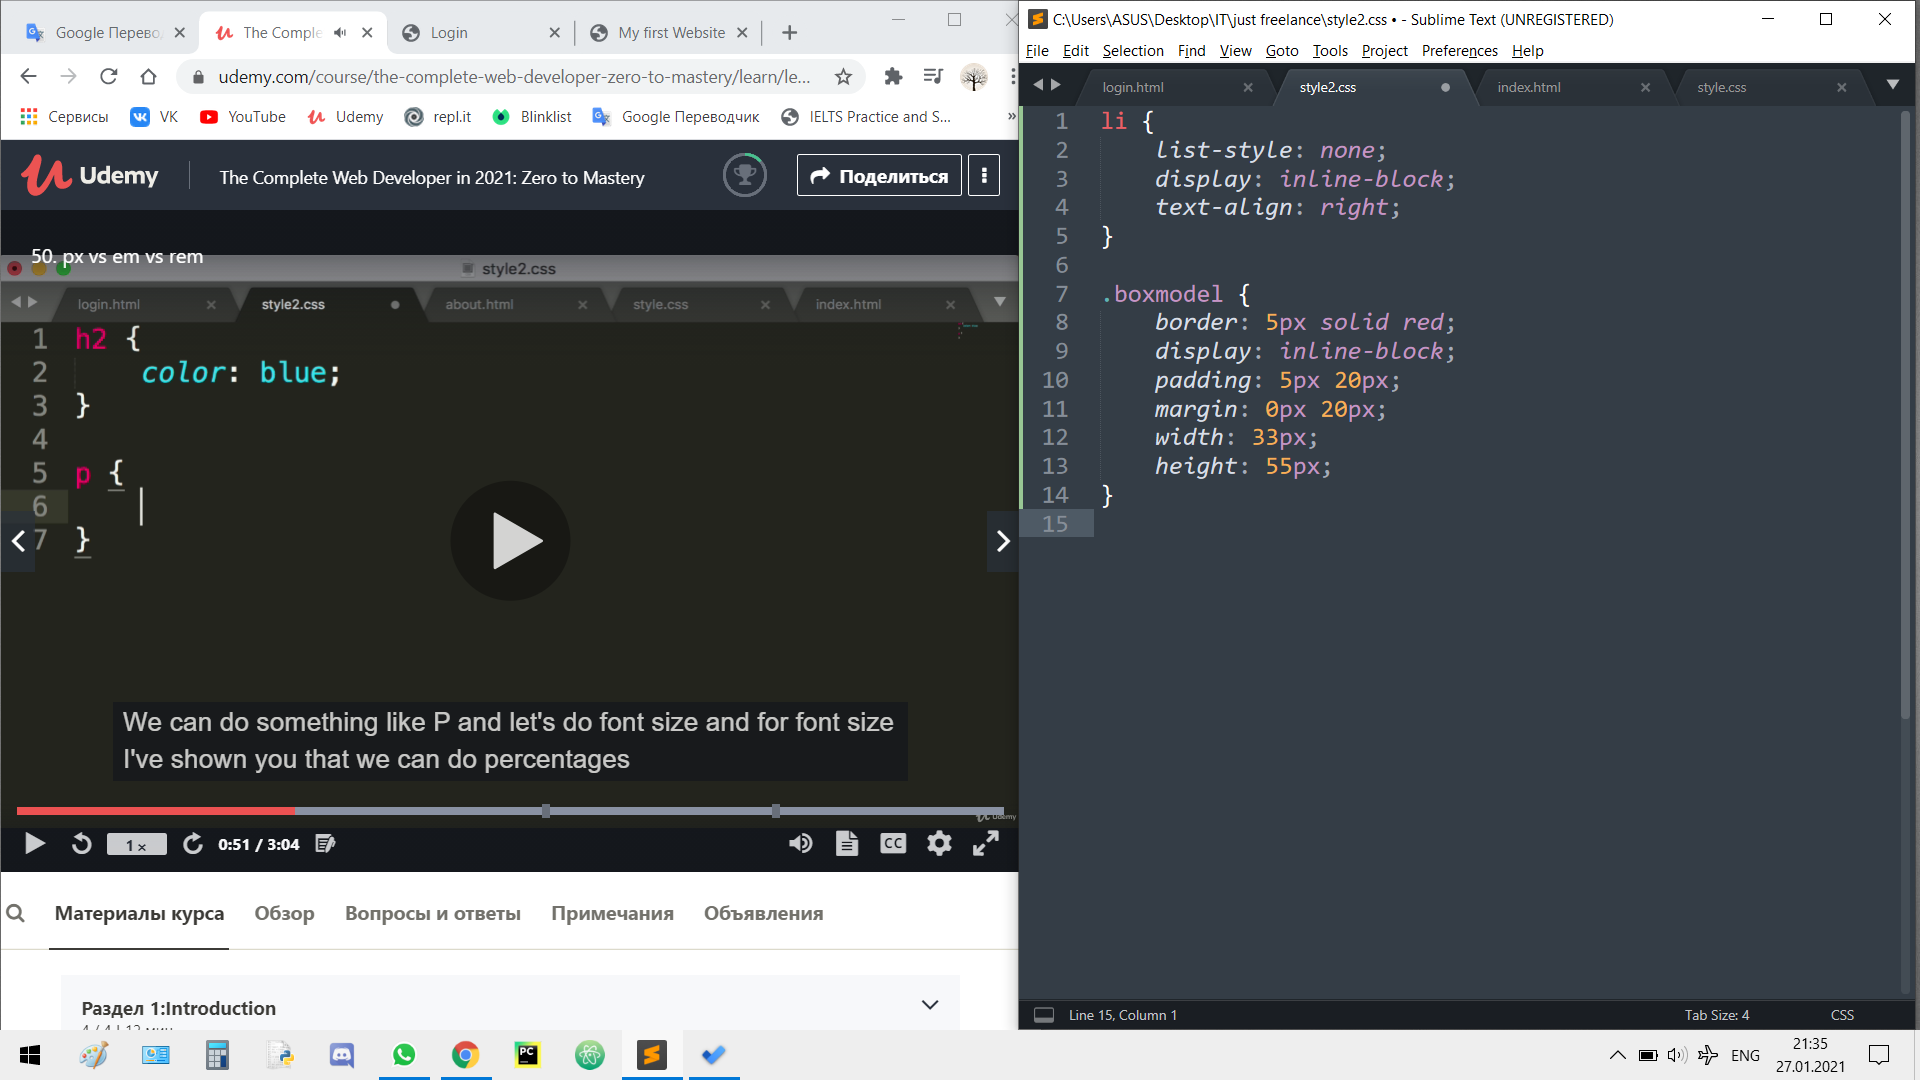 Google Перево
The Comple
Login
My first Website
udemy.com/course/the-complete-web-developer-zero-to-mastery/learn/le...
Сервисы
VK
YouTube
Udemy
repl.it
Blinklist
Google Переводчик
IELTS Practice and S...
»
Udemy
The Complete Web Developer in 2021: Zero to Mastery
Поделиться
50. px vs em vs rem
style2.css
login.html
style2.css
about.html
style.css
index.html
1 h2 {
2 color: blue;
3 }
4
5 p {
6
7 }
We can do something like P and let's do font size and for font size
I've shown you that we can do percentages
Udemy
1 x
0:51 / 3:04
CC
Материалы курса
Обзор
Вопросы и ответы
Примечания
Объявления
Раздел 1:Introduction
4 / 4 | 12 мин
C:\Users\ASUS\Desktop\IT\just freelance\style2.css • - Sublime Text (UNREGISTERED)
File Edit Selection Find View Goto Tools Project Preferences Help
login.html
style2.css
index.html
style.css
1 li {
2 list-style: none;
3 display: inline-block;
4 text-align: right;
5 }
6
7 .boxmodel {
8 border: 5px solid red;
9 display: inline-block;
10 padding: 5px 20px;
11 margin: 0px 20px;
12 width: 33px;
13 height: 55px;
14 }
15
Line 15, Column 1
Tab Size: 4
CSS
PC
ENG
21:35
27.01.2021